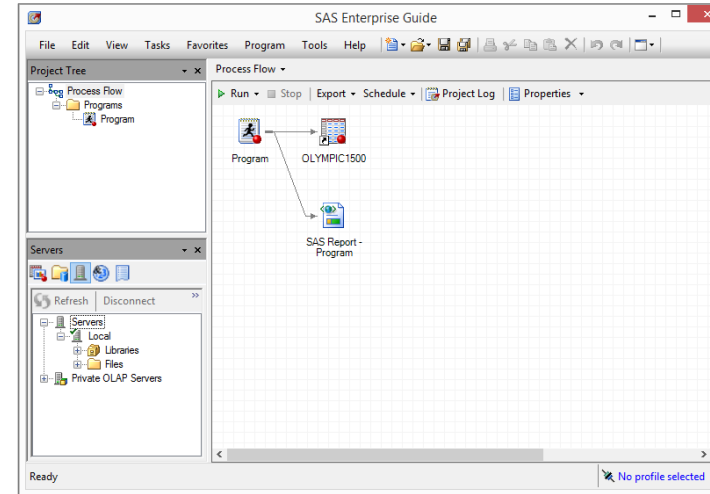 SAS Enterprise Guide
File Edit View Tasks Favorites Program Tools Help
Project Tree
Process Flow
Programs
Program
Process Flow
Run Stop Export Schedule Project Log Properties
Program
OLYMPIC1500
SAS Report -
Program
Servers
Refresh Disconnect
Servers
Local
Libraries
Files
Private OLAP Servers
Ready
No profile selected